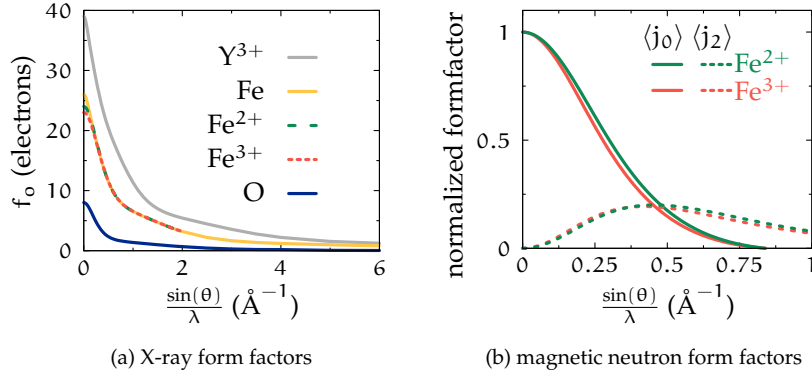 40
30
20
10
0
f₀ (electrons)
Y³⁺
Fe
Fe²⁺
Fe³⁺
O
0 2 4 6
sin(θ)/λ (Å⁻¹)
(a) X-ray form factors
1
0.5
0
normalized formfactor
⟨j₀⟩ ⟨j₂⟩
Fe²⁺
Fe³⁺
0 0.25 0.5 0.75 1
sin(θ)/λ (Å⁻¹)
(b) magnetic neutron form factors